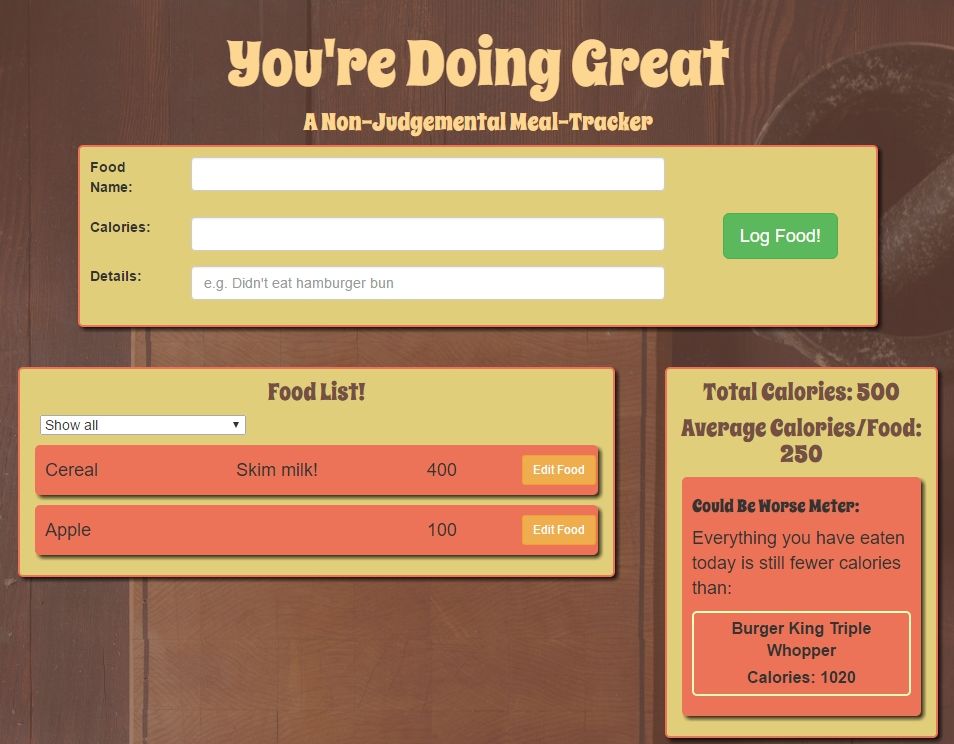 You're Doing Great
A Non-Judgemental Meal-Tracker
Food
Name:
Calories:
Log Food!
Details:
e.g. Didn't eat hamburger bun
Food List!
Show all
Cereal Skim milk! 400 Edit Food
Apple 100 Edit Food
Total Calories: 500
Average Calories/Food:
250
Could Be Worse Meter:
Everything you have eaten
today is still fewer calories
than:
Burger King Triple
Whopper
Calories: 1020